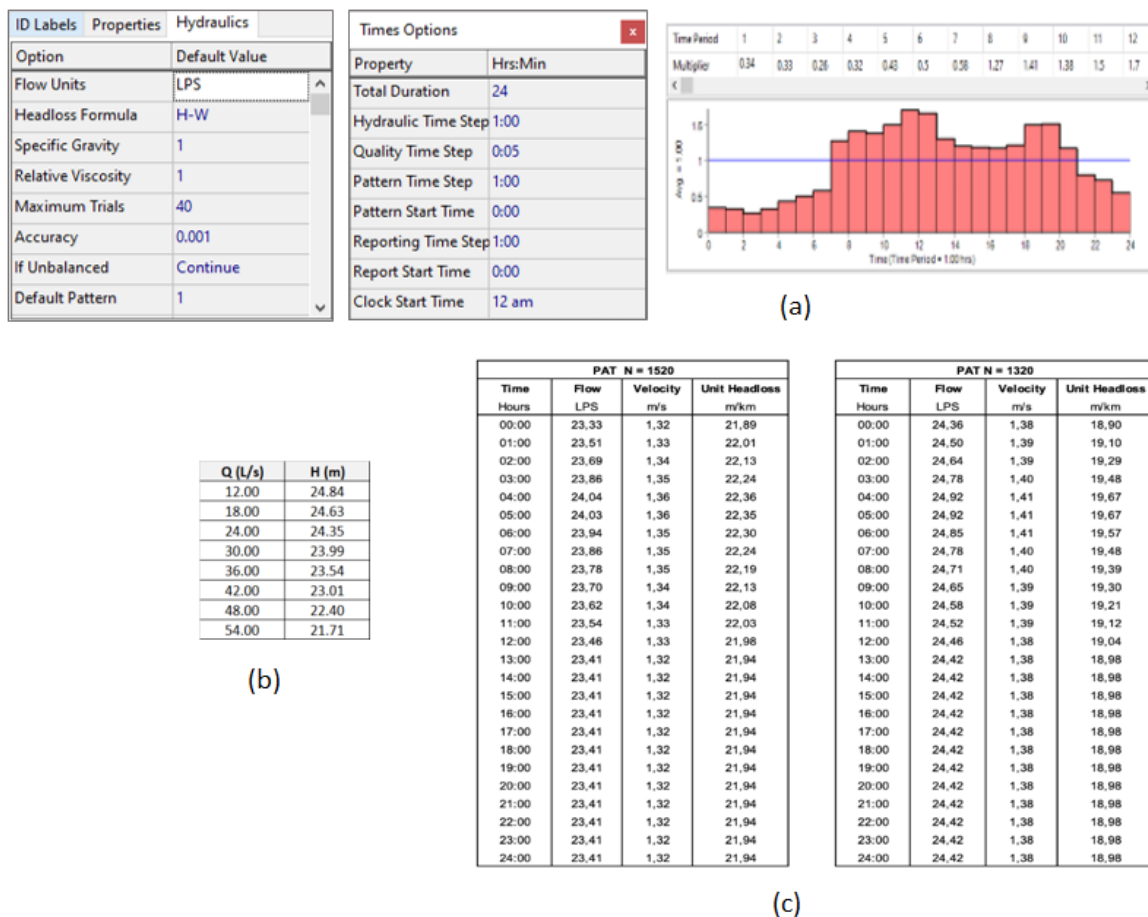 ID Labels Properties Hydraulics
Option Default Value
Flow Units LPS
Headloss Formula H-W
Specific Gravity 1
Relative Viscosity 1
Maximum Trials 40
Accuracy 0.001
If Unbalanced Continue
Default Pattern 1
Times Options x
Property Hrs:Min
Total Duration 24
Hydraulic Time Step 1:00
Quality Time Step 0:05
Pattern Time Step 1:00
Pattern Start Time 0:00
Reporting Time Step 1:00
Report Start Time 0:00
Clock Start Time 12 am
Time Period 1 2 3 4 5 6 7 8 9 10 11 12
Multiplier 0.34 0.33 0.26 0.32 0.43 0.5 0.58 1.27 1.41 1.38 1.5 1.7
Avg. = 1.00
1.5
1
0.5
0
0 2 4 6 8 10 12 14 16 18 20 22 24
Time (Time Period = 1.00 hrs)
(a)
Q (L/s) H (m)
12.00 24.84
18.00 24.63
24.00 24.35
30.00 23.99
36.00 23.54
42.00 23.01
48.00 22.40
54.00 21.71
(b)
PAT N = 1520
Time Flow Velocity Unit Headloss
Hours LPS m/s m/km
00:00 23,33 1,32 21,89
01:00 23,51 1,33 22,01
02:00 23,69 1,34 22,13
03:00 23,86 1,35 22,24
04:00 24,04 1,36 22,36
05:00 24,03 1,36 22,35
06:00 23,94 1,35 22,30
07:00 23,86 1,35 22,24
08:00 23,78 1,35 22,19
09:00 23,70 1,34 22,13
10:00 23,62 1,34 22,08
11:00 23,54 1,33 22,03
12:00 23,46 1,33 21,98
13:00 23,41 1,32 21,94
14:00 23,41 1,32 21,94
15:00 23,41 1,32 21,94
16:00 23,41 1,32 21,94
17:00 23,41 1,32 21,94
18:00 23,41 1,32 21,94
19:00 23,41 1,32 21,94
20:00 23,41 1,32 21,94
21:00 23,41 1,32 21,94
22:00 23,41 1,32 21,94
23:00 23,41 1,32 21,94
24:00 23,41 1,32 21,94
PAT N = 1320
Time Flow Velocity Unit Headloss
Hours LPS m/s m/km
00:00 24,36 1,38 18,90
01:00 24,50 1,39 19,10
02:00 24,64 1,39 19,29
03:00 24,78 1,40 19,48
04:00 24,92 1,41 19,67
05:00 24,92 1,41 19,67
06:00 24,85 1,41 19,57
07:00 24,78 1,40 19,48
08:00 24,71 1,40 19,39
09:00 24,65 1,39 19,30
10:00 24,58 1,39 19,21
11:00 24,52 1,39 19,12
12:00 24,46 1,38 19,04
13:00 24,42 1,38 18,98
14:00 24,42 1,38 18,98
15:00 24,42 1,38 18,98
16:00 24,42 1,38 18,98
17:00 24,42 1,38 18,98
18:00 24,42 1,38 18,98
19:00 24,42 1,38 18,98
20:00 24,42 1,38 18,98
21:00 24,42 1,38 18,98
22:00 24,42 1,38 18,98
23:00 24,42 1,38 18,98
24:00 24,42 1,38 18,98
(c)